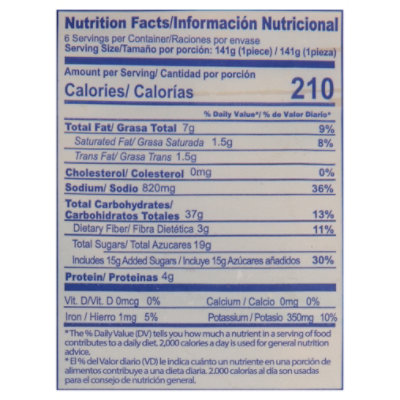 Nutrition Facts/Información Nutricional
6 Servings per Container/Raciones por envase
Serving Size/Tamaño por porción: 141g (1piece) / 141g (1pieza)
Amount per Serving/ Cantidad por porción
Calories/ Calorías 210
% Daily Value*/ % de Valor Diario*
Total Fat/ Grasa Total 7g 9%
Saturated Fat/ Grasa Saturada 1.5g 8%
Trans Fat/ Grasa Trans 1.5g
Cholesterol/ Colesterol 0mg 0%
Sodium/ Sodio 820mg 36%
Total Carbohydrates/
Carbohidratos Totales 37g 13%
Dietary Fiber/ Fibra Dietética 3g 11%
Total Sugars/ Total Azucares 19g
Includes 15g Added Sugars / Incluye 15g Azúcares añadidos 30%
Protein/ Proteinas 4g
Vit. D/Vit. D 0mcg 0% Calcium / Calcio 0mg 0%
Iron / Hierro 1mg 5% Potassium / Potasio 350mg 10%
*The % Daily Value (DV) tells you how much a nutrient in a serving of food
contributes to a daily diet. 2,000 calories a day is used for general nutrition
advice.
*El % del Valor diario (VD) le indica cuánto un nutriente en una porción de
alimentos contribuye a una dieta diaria. 2.000 calorías al día son usadas
para el consejo de nutrición general.